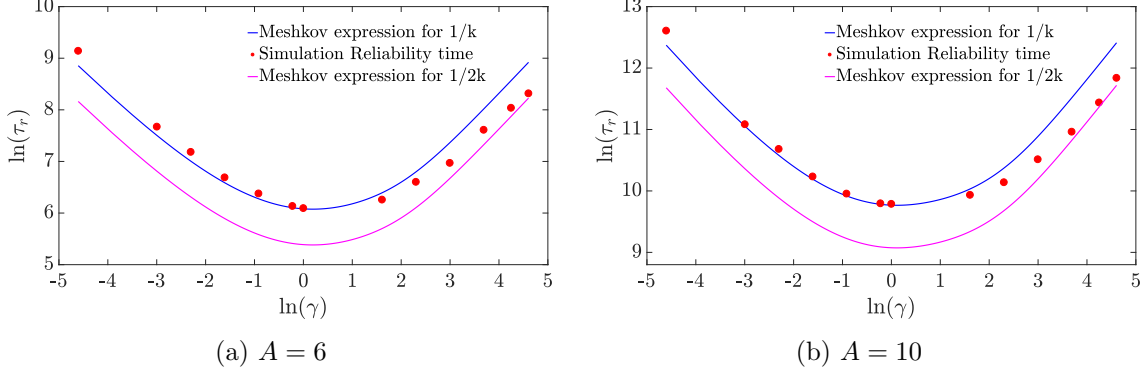 10
9
8
7
6
5
ln(τr)
-5 -4 -3 -2 -1 0 1 2 3 4 5
ln(γ)
Meshkov expression for 1/k
Simulation Reliability time
Meshkov expression for 1/2k
(a) A = 6
13
12
11
10
9
ln(τr)
-5 -4 -3 -2 -1 0 1 2 3 4 5
ln(γ)
Meshkov expression for 1/k
Simulation Reliability time
Meshkov expression for 1/2k
(b) A = 10